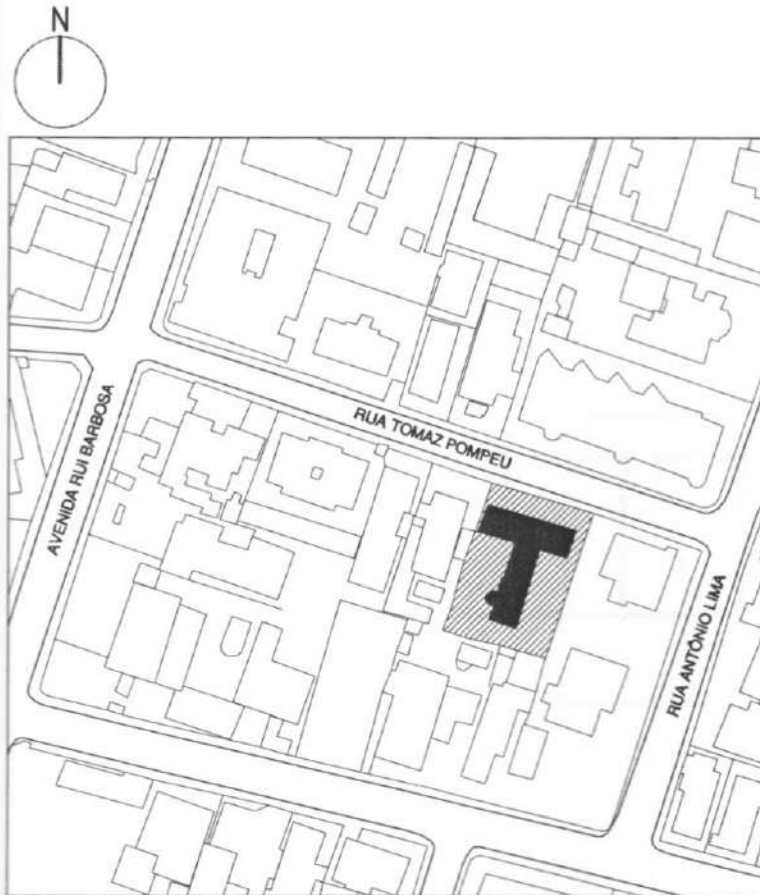 N
RUA TOMAZ POMPEU
AVENIDA RUI BARBOSA
RUA ANTÔNIO LIMA